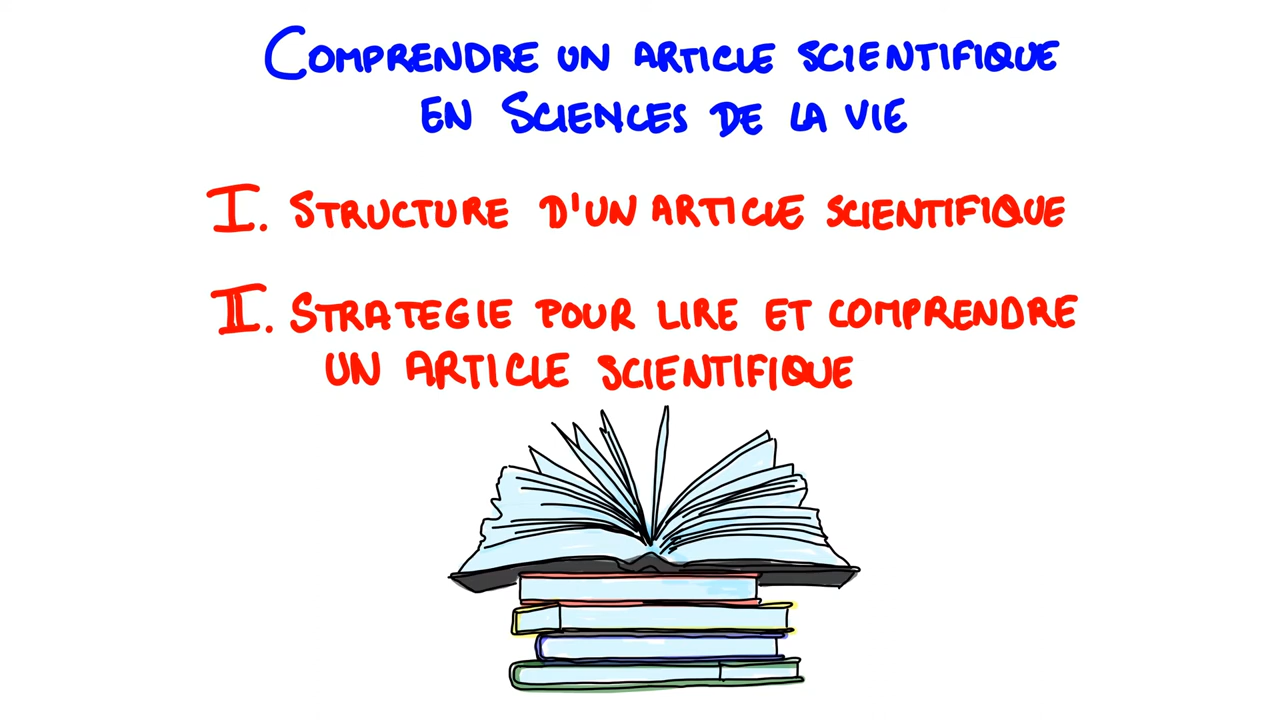 COMPRENDRE UN ARTICLE SCIENTIFIQUE
EN SCIENCES DE LA VIE
I. STRUCTURE D'UN ARTICLE SCIENTIFIQUE
II. STRATEGIE POUR LIRE ET COMPRENDRE
UN ARTICLE SCIENTIFIQUE